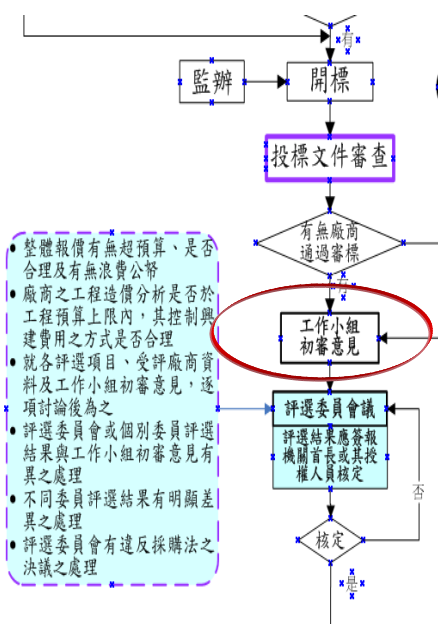 有
監辦
開標
投標文件審查
有無廠商
通過審標
有
工作小組
初審意見
• 整體報價有無超預算、是否
合理及有無浪費公帑
• 廠商之工程造價分析是否於
工程預算上限內，其控制興
建費用之方式是否合理
• 就各評選項目、受評廠商資
料及工作小組初審意見，逐
項討論後為之
• 評選委員會或個別委員評選
結果與工作小組初審意見有
異之處理
• 不同委員評選結果有明顯差
異之處理
• 評選委員會有違反採購法之
決議之處理
評選委員會議
評選結果應簽報
機關首長或其授
權人員核定
否
核定
是